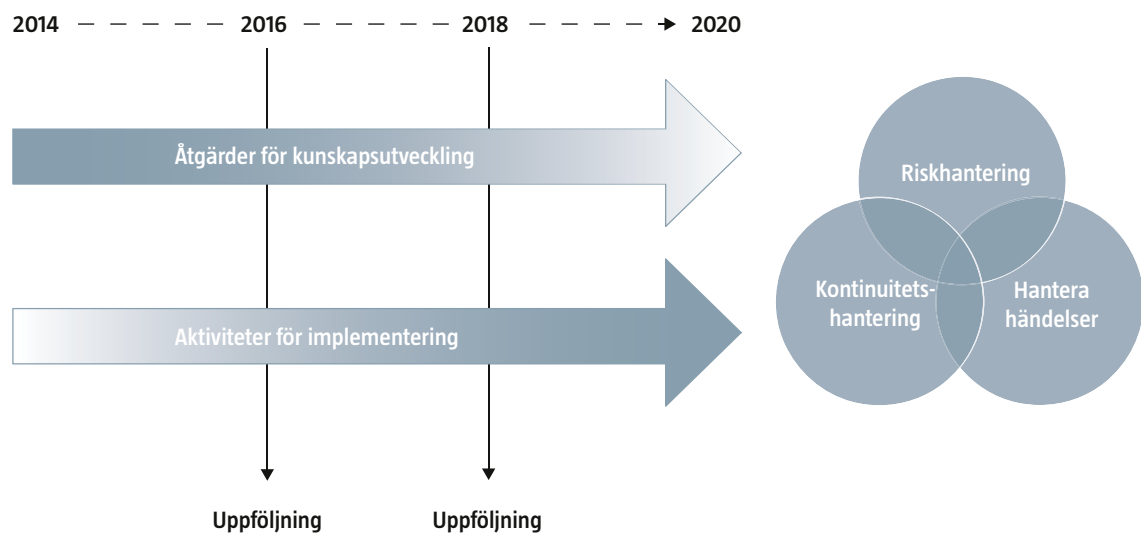 2014 2016 2018 2020
Åtgärder för kunskapsutveckling
Aktiviteter för implementering
Uppföljning Uppföljning
Riskhantering
Kontinuitets-
hantering
Hantera
händelser